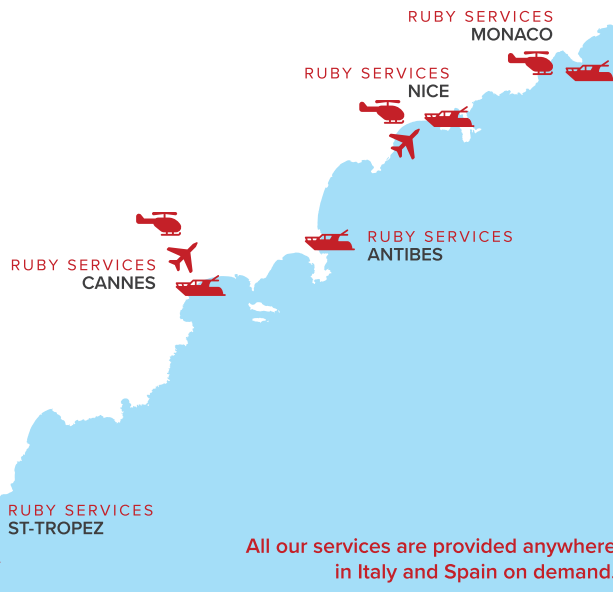 RUBY SERVICES
MONACO
RUBY SERVICES
NICE
RUBY SERVICES
ANTIBES
RUBY SERVICES
CANNES
RUBY SERVICES
ST-TROPEZ
All our services are provided anywhere
in Italy and Spain on demand.